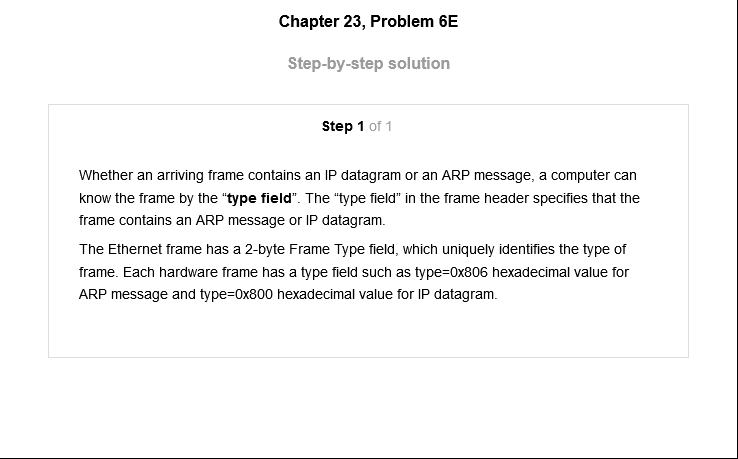 Chapter 23, Problem 6E
Step-by-step solution
Step 1 of 1
Whether an arriving frame contains an IP datagram or an ARP message, a computer can
know the frame by the “type field”. The “type field” in the frame header specifies that the
frame contains an ARP message or IP datagram.
The Ethernet frame has a 2-byte Frame Type field, which uniquely identifies the type of
frame. Each hardware frame has a type field such as type=0x806 hexadecimal value for
ARP message and type=0x800 hexadecimal value for IP datagram.